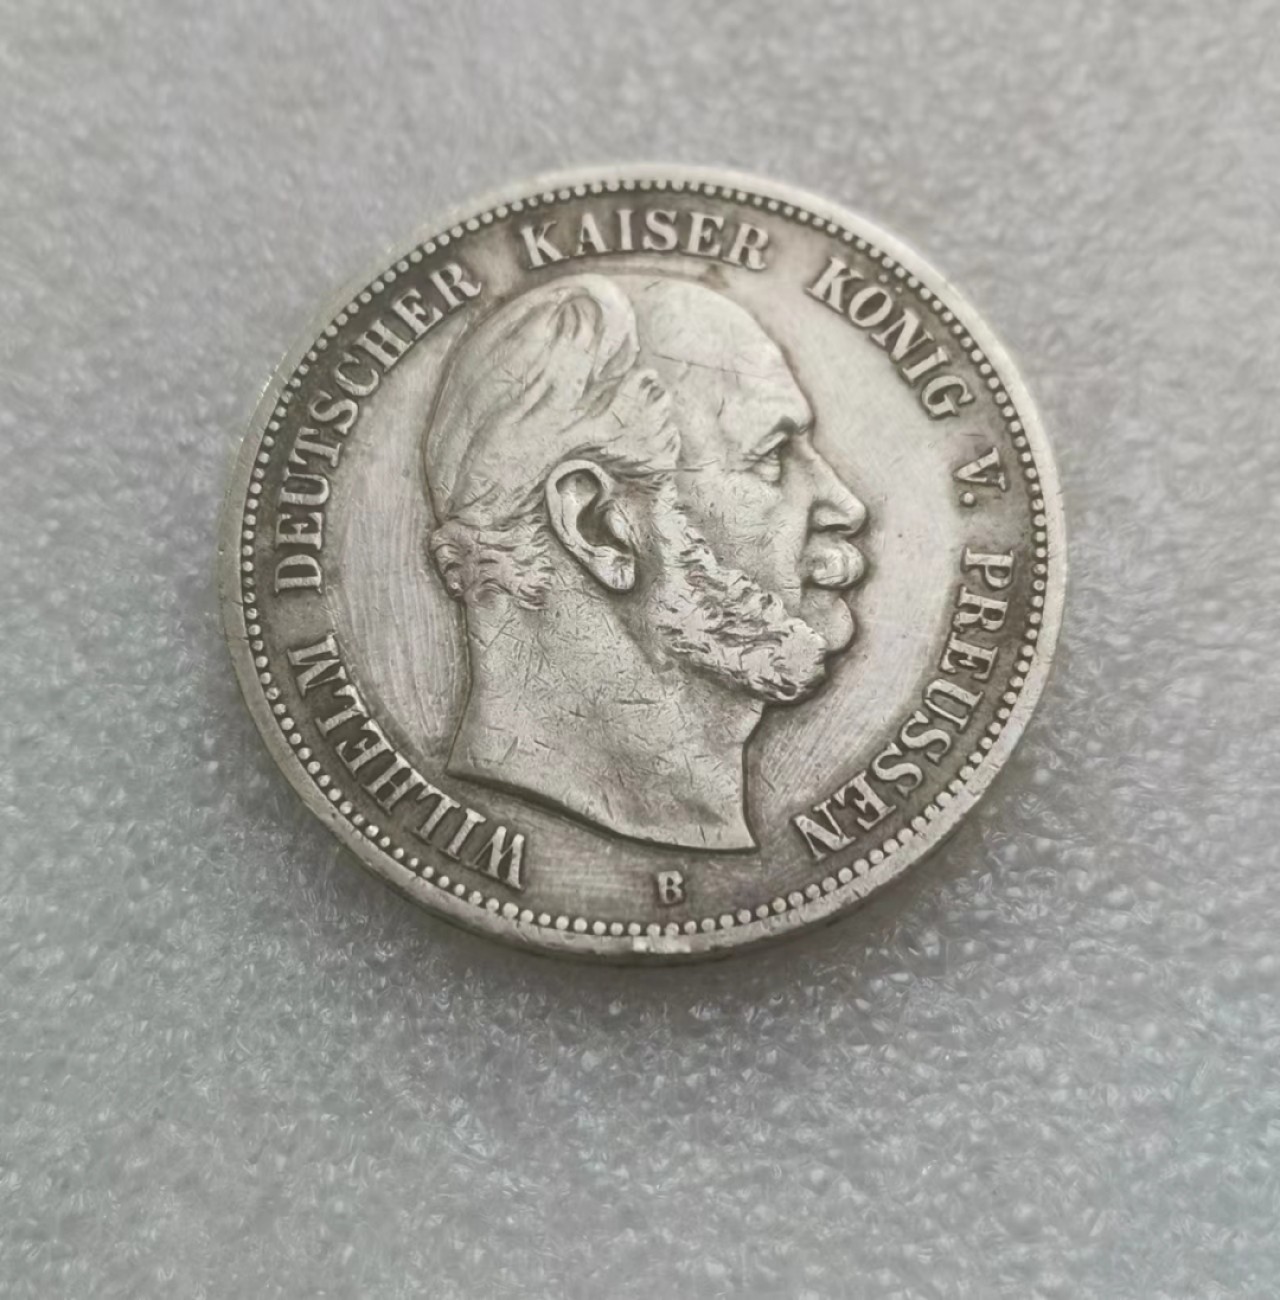 WILHELM DEUTSCHER KAISER KÖNIG V. PREUSSEN
B